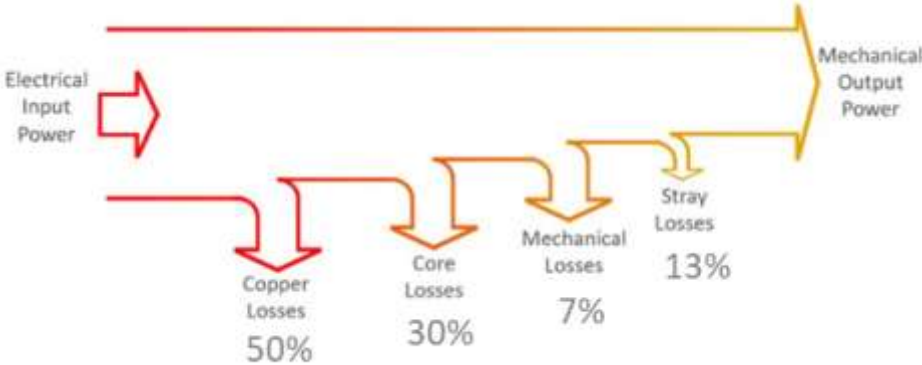 Electrical
Input
Power
Mechanical
Output
Power
Copper
Losses
50%
Core
Losses
30%
Mechanical
Losses
7%
Stray
Losses
13%